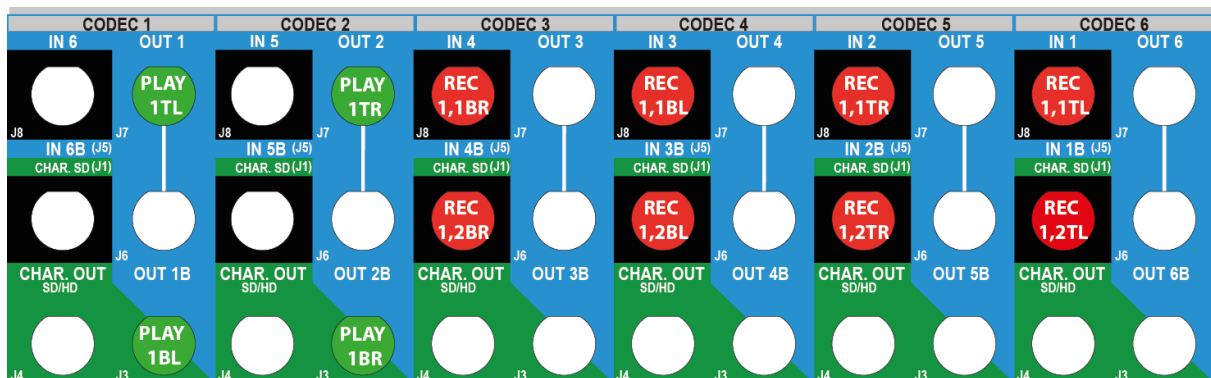 CODEC 1 CODEC 2 CODEC 3 CODEC 4 CODEC 5 CODEC 6
IN 6 OUT 1 IN 5 OUT 2 IN 4 OUT 3 IN 3 OUT 4 IN 2 OUT 5 IN 1 OUT 6
PLAY PLAY REC REC REC REC
1TL 1TR 1,1BR 1,1BL 1,1TR 1,1TL
J8 J7 J8 J7 J8 J7 J8 J7 J8 J7 J8 J7
IN 6B (J5) IN 5B (J5) IN 4B (J5) IN 3B (J5) IN 2B (J5) IN 1B (J5)
CHAR. SD (J1) CHAR. SD (J1) CHAR. SD (J1) CHAR. SD (J1) CHAR. SD (J1) CHAR. SD (J1)
REC REC REC REC
1,2BR 1,2BL 1,2TR 1,2TL
J6 J6 J6 J6 J6 J6
CHAR. OUT OUT 1B CHAR. OUT OUT 2B CHAR. OUT OUT 3B CHAR. OUT OUT 4B CHAR. OUT OUT 5B CHAR. OUT OUT 6B
SD/HD SD/HD SD/HD SD/HD SD/HD SD/HD
PLAY PLAY
1BL 1BR
J4 J3 J4 J3 J4 J3 J4 J3 J4 J3 J4 J3